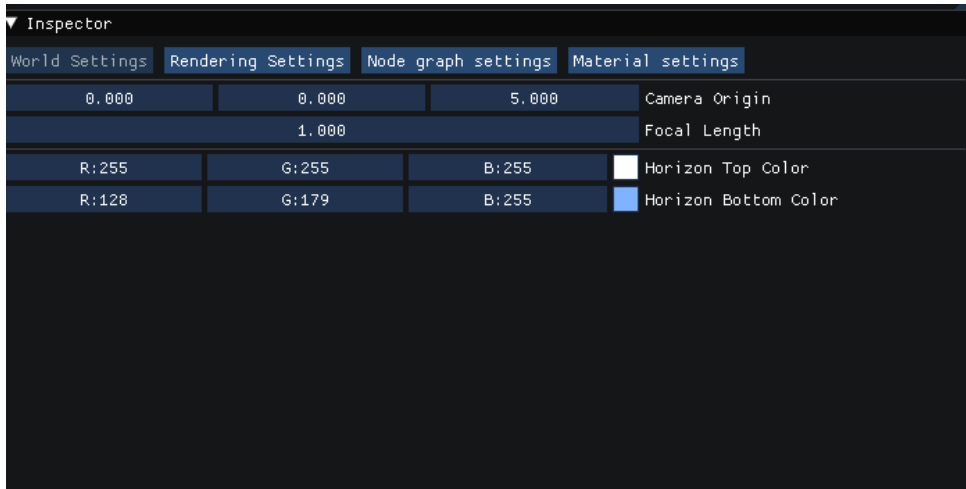 Inspector
World Settings Rendering Settings Node graph settings Material settings
0.000 0.000 5.000 Camera Origin
1.000 Focal Length
R:255 G:255 B:255 Horizon Top Color
R:128 G:179 B:255 Horizon Bottom Color